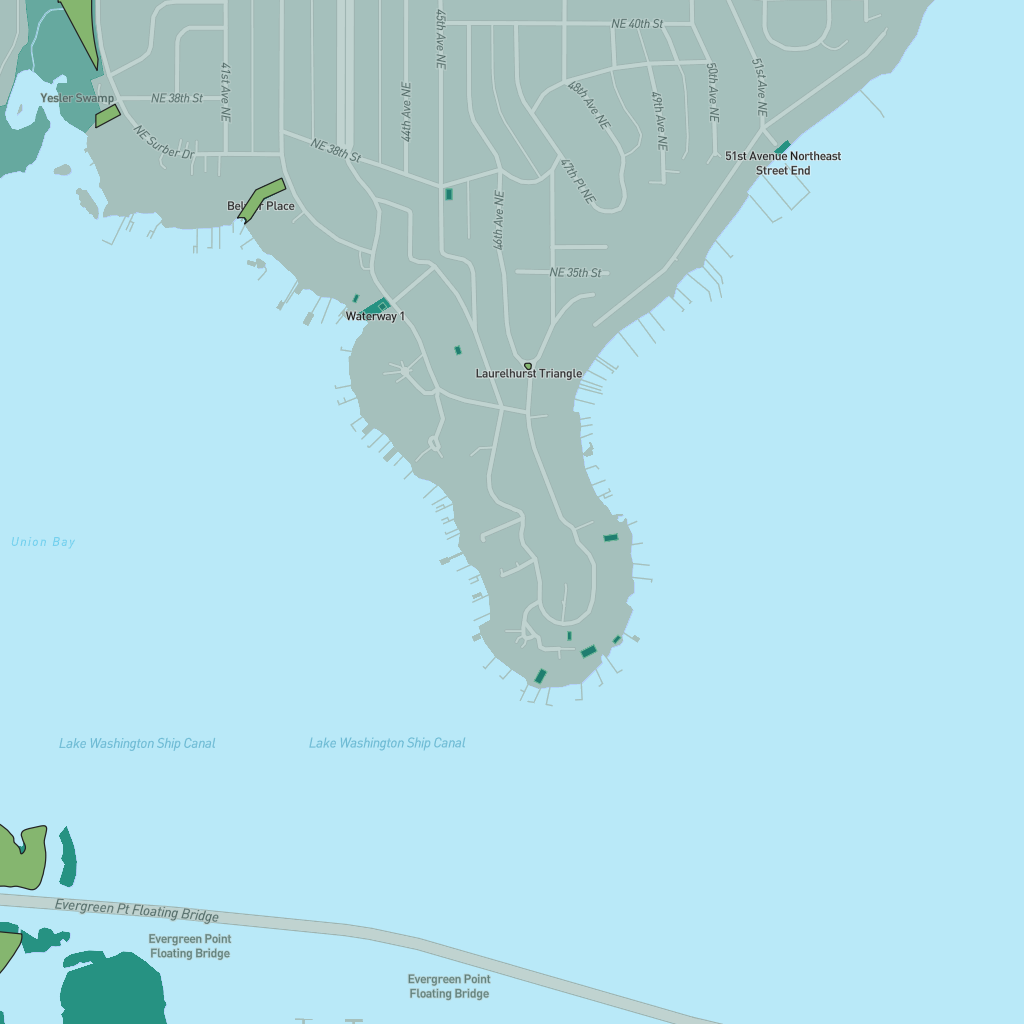 NE 40th St
45th Ave NE
41st Ave NE
44th Ave NE
48th Ave NE
49th Ave NE
50th Ave NE
51st Ave NE
Yesler Swamp
NE 38th St
NE Surber Dr
NE 38th St
47th Pl NE
51st Avenue Northeast
Street End
Place
46th Ave NE
NE 35th St
Waterway 1
Laurelhurst Triangle
Union Bay
Lake Washington Ship Canal
Lake Washington Ship Canal
Evergreen Pt Floating Bridge
Evergreen Point
Floating Bridge
Evergreen Point
Floating Bridge